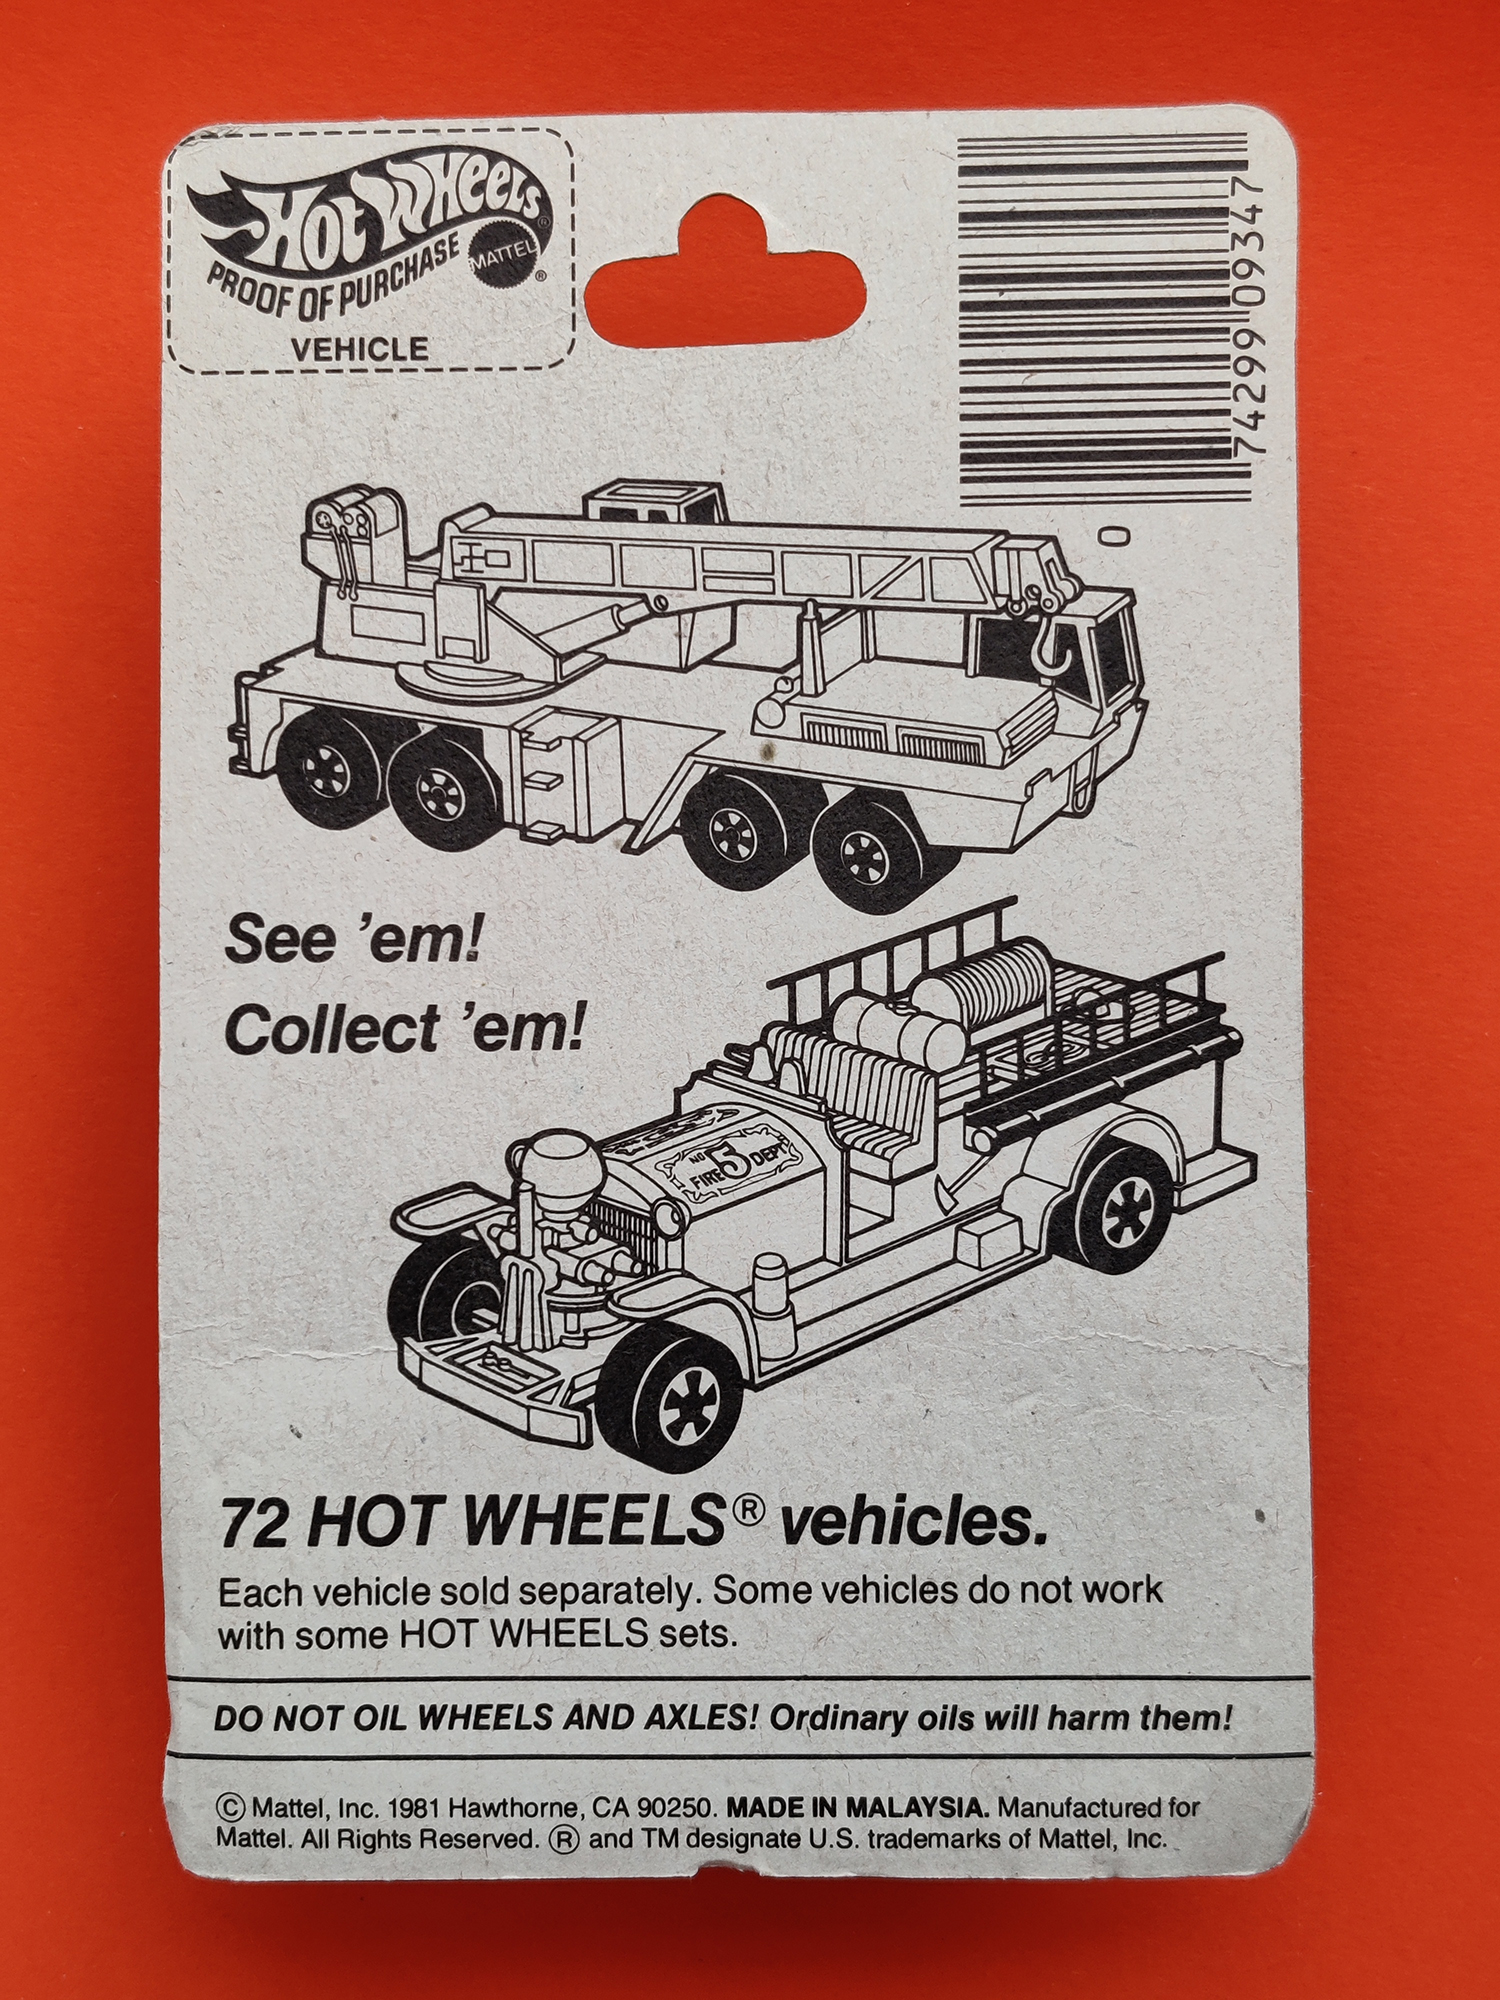 HOT WHEELS®
MATTEL®
PROOF OF PURCHASE
VEHICLE
0
74299 09347
See 'em!
Collect 'em!
NO 5
FIRE DEPT
72 HOT WHEELS® vehicles.
Each vehicle sold separately. Some vehicles do not work
with some HOT WHEELS sets.
DO NOT OIL WHEELS AND AXLES! Ordinary oils will harm them!
© Mattel, Inc. 1981 Hawthorne, CA 90250. MADE IN MALAYSIA. Manufactured for
Mattel. All Rights Reserved. ® and TM designate U.S. trademarks of Mattel, Inc.